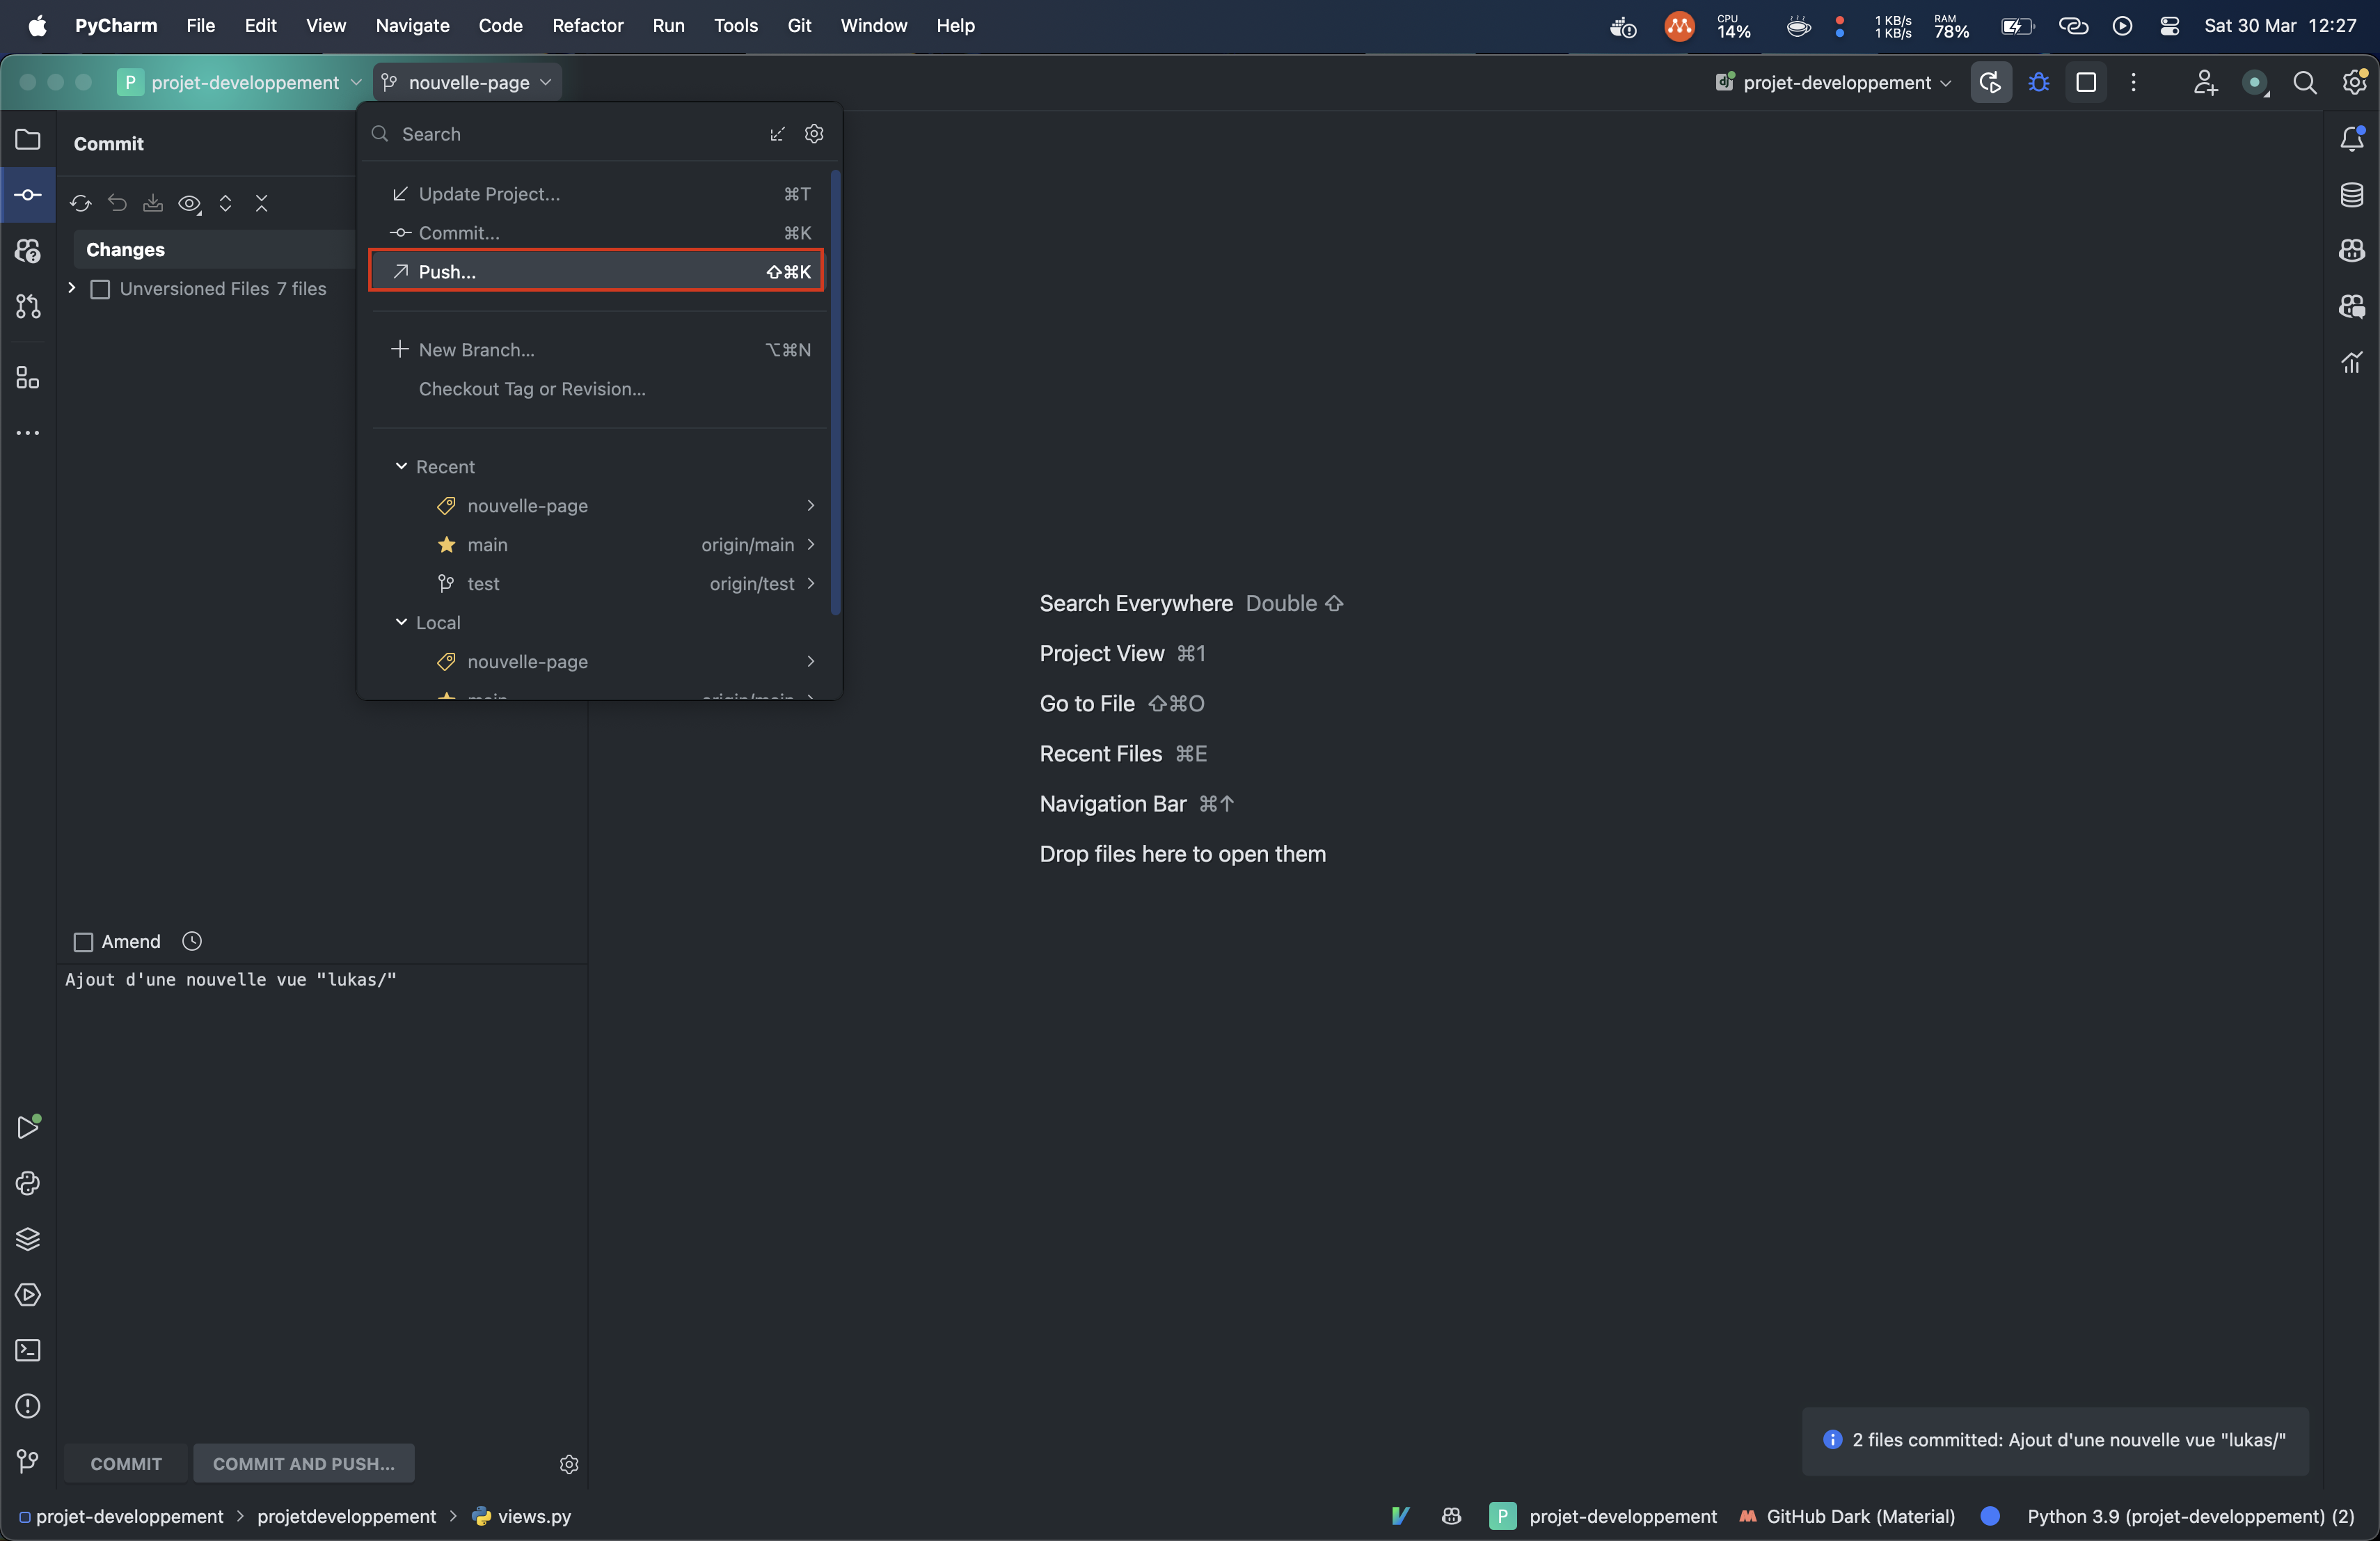 PyCharm File Edit View Navigate Code Refactor Run Tools Git Window Help
CPU 14% 1 KB/s 1 KB/s RAM 78% Sat 30 Mar 12:27
P projet-developpement nouvelle-page projet-developpement
Commit
Changes
Unversioned Files 7 files
Search
Update Project... ⌘T
Commit... ⌘K
Push... ⇧⌘K
New Branch... ⌥⌘N
Checkout Tag or Revision...
Recent
nouvelle-page
main origin/main
test origin/test
Local
nouvelle-page
main origin/main
Search Everywhere Double ⇧
Project View ⌘1
Go to File ⇧⌘O
Recent Files ⌘E
Navigation Bar ⌘↑
Drop files here to open them
Amend
Ajout d'une nouvelle vue "lukas/"
COMMIT COMMIT AND PUSH...
2 files committed: Ajout d'une nouvelle vue "lukas/"
projet-developpement > projetdeveloppement > views.py
P projet-developpement GitHub Dark (Material) Python 3.9 (projet-developpement) (2)